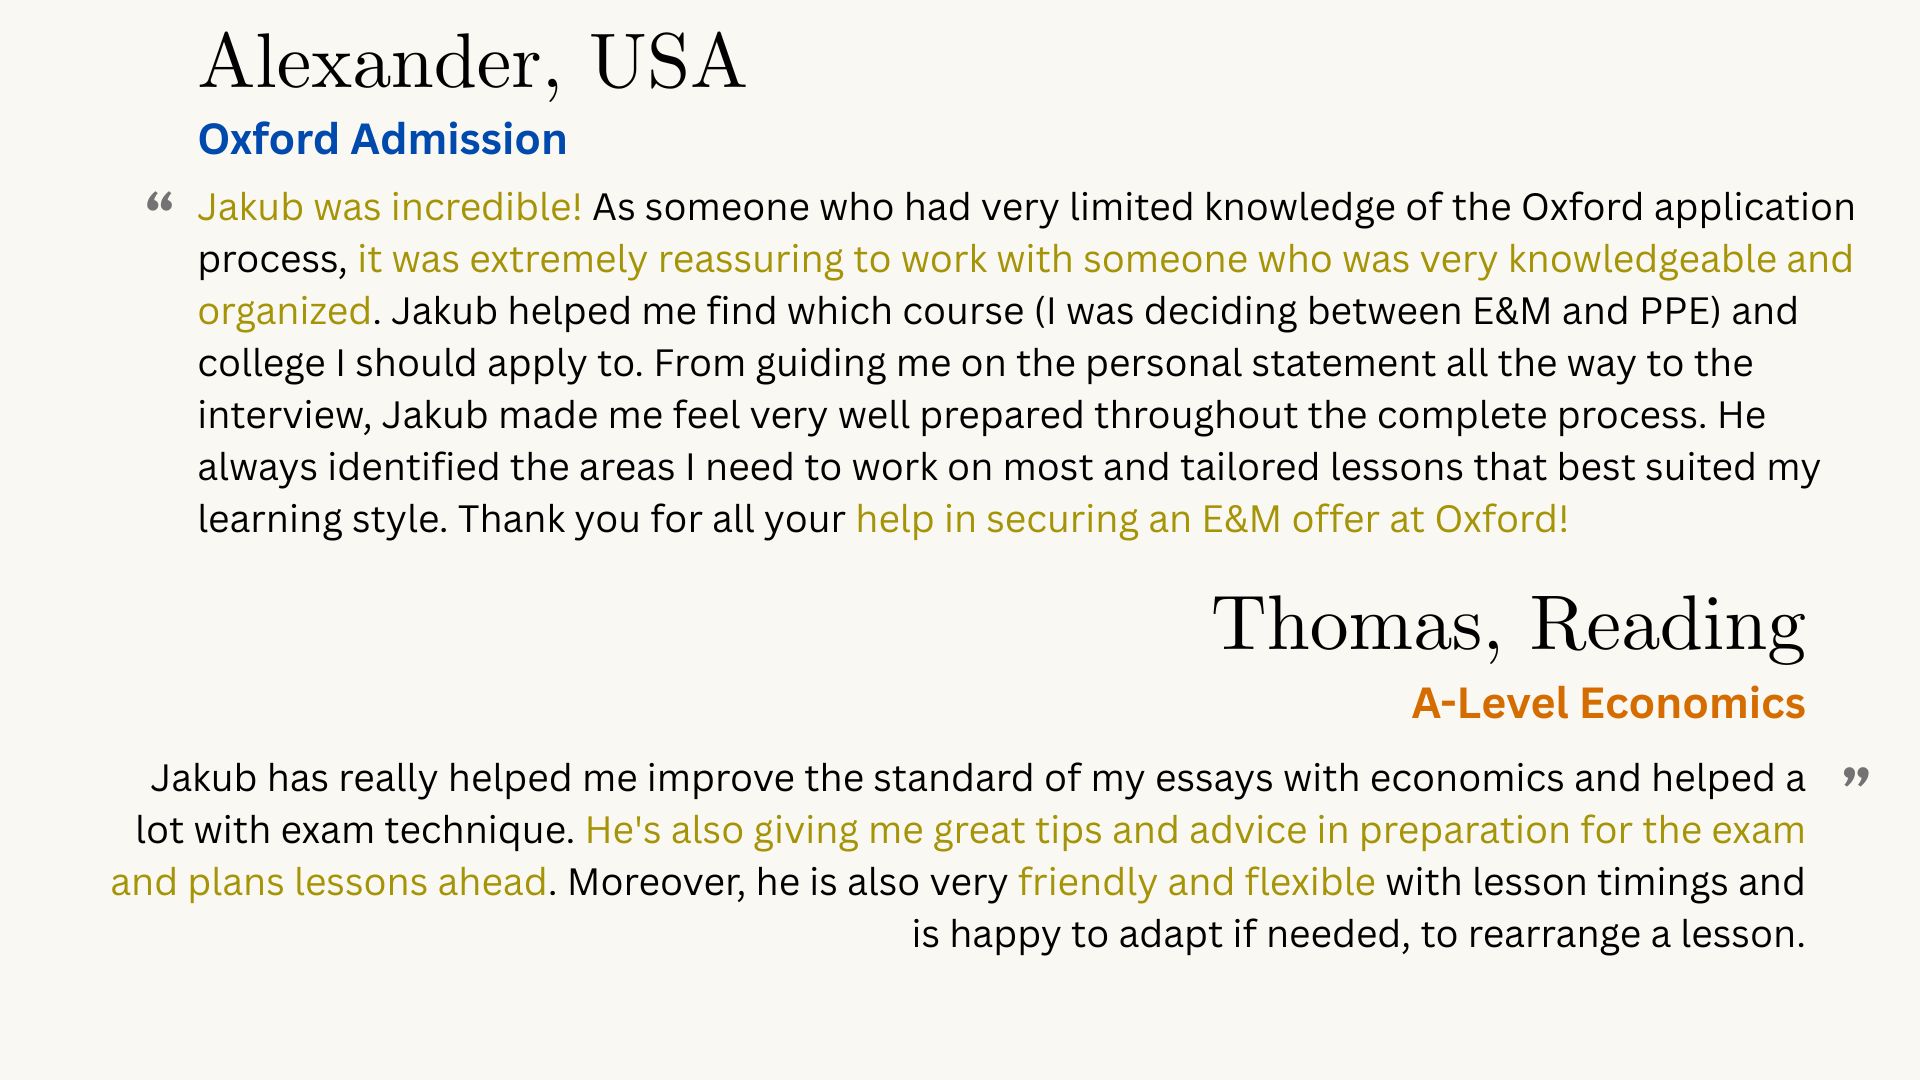 Alexander, USA
Oxford Admission
“ Jakub was incredible! As someone who had very limited knowledge of the Oxford application
process, it was extremely reassuring to work with someone who was very knowledgeable and
organized. Jakub helped me find which course (I was deciding between E&M and PPE) and
college I should apply to. From guiding me on the personal statement all the way to the
interview, Jakub made me feel very well prepared throughout the complete process. He
always identified the areas I need to work on most and tailored lessons that best suited my
learning style. Thank you for all your help in securing an E&M offer at Oxford!
Thomas, Reading
A-Level Economics
Jakub has really helped me improve the standard of my essays with economics and helped a ”
lot with exam technique. He's also giving me great tips and advice in preparation for the exam
and plans lessons ahead. Moreover, he is also very friendly and flexible with lesson timings and
is happy to adapt if needed, to rearrange a lesson.